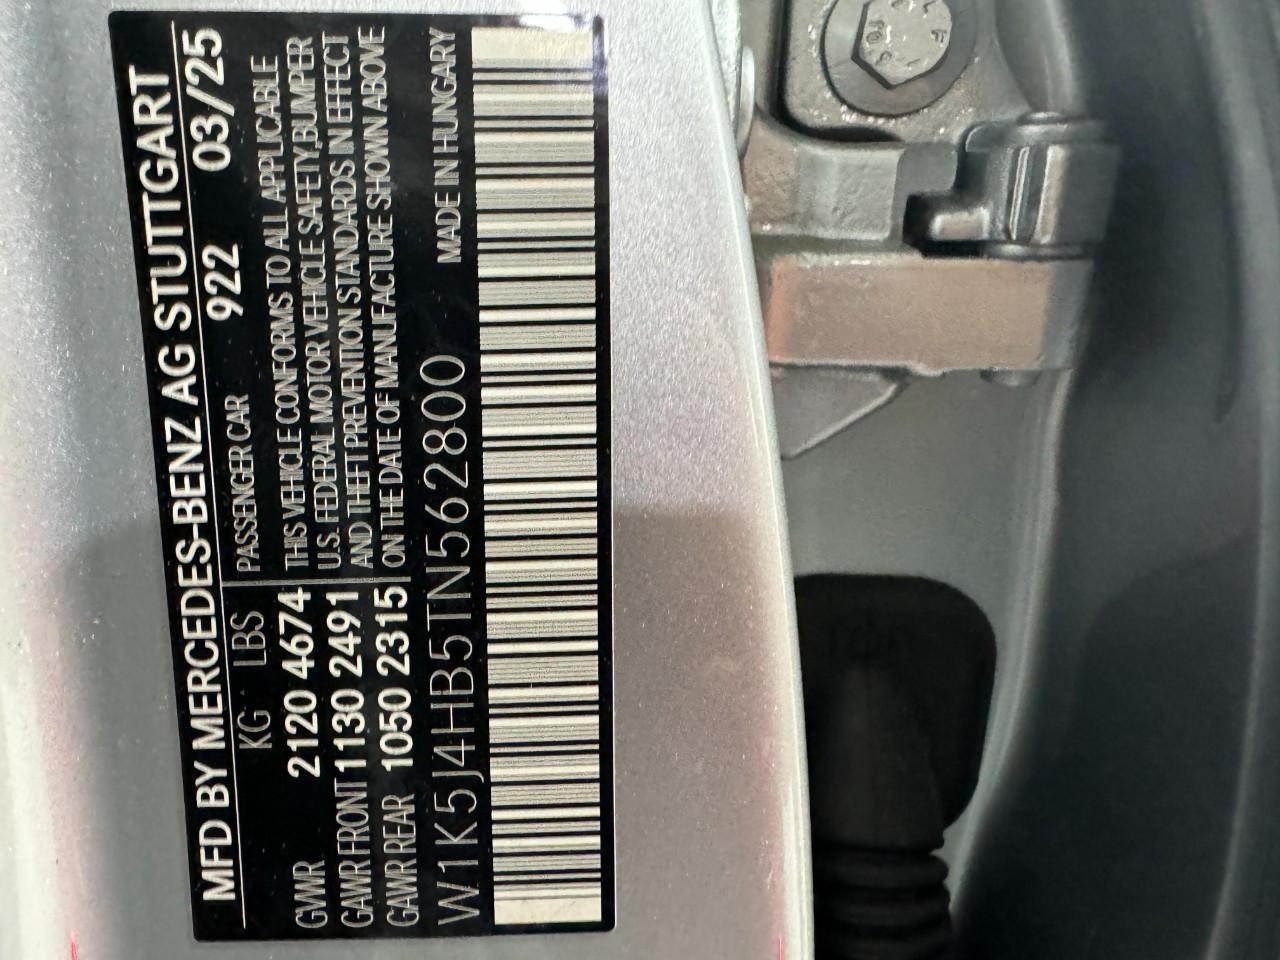 MFD BY MERCEDES-BENZ AG STUTTGART
922 03/25
KG LBS PASSENGER CAR
GVWR 2120 4674
GAWR FRONT 1130 2491
GAWR REAR 1050 2315
THIS VEHICLE CONFORMS TO ALL APPLICABLE
U.S. FEDERAL MOTOR VEHICLE SAFETY,BUMPER
AND THEFT PREVENTION STANDARDS IN EFFECT
ON THE DATE OF MANUFACTURE SHOWN ABOVE
W1K5J4HB5TN562800 MADE IN HUNGARY